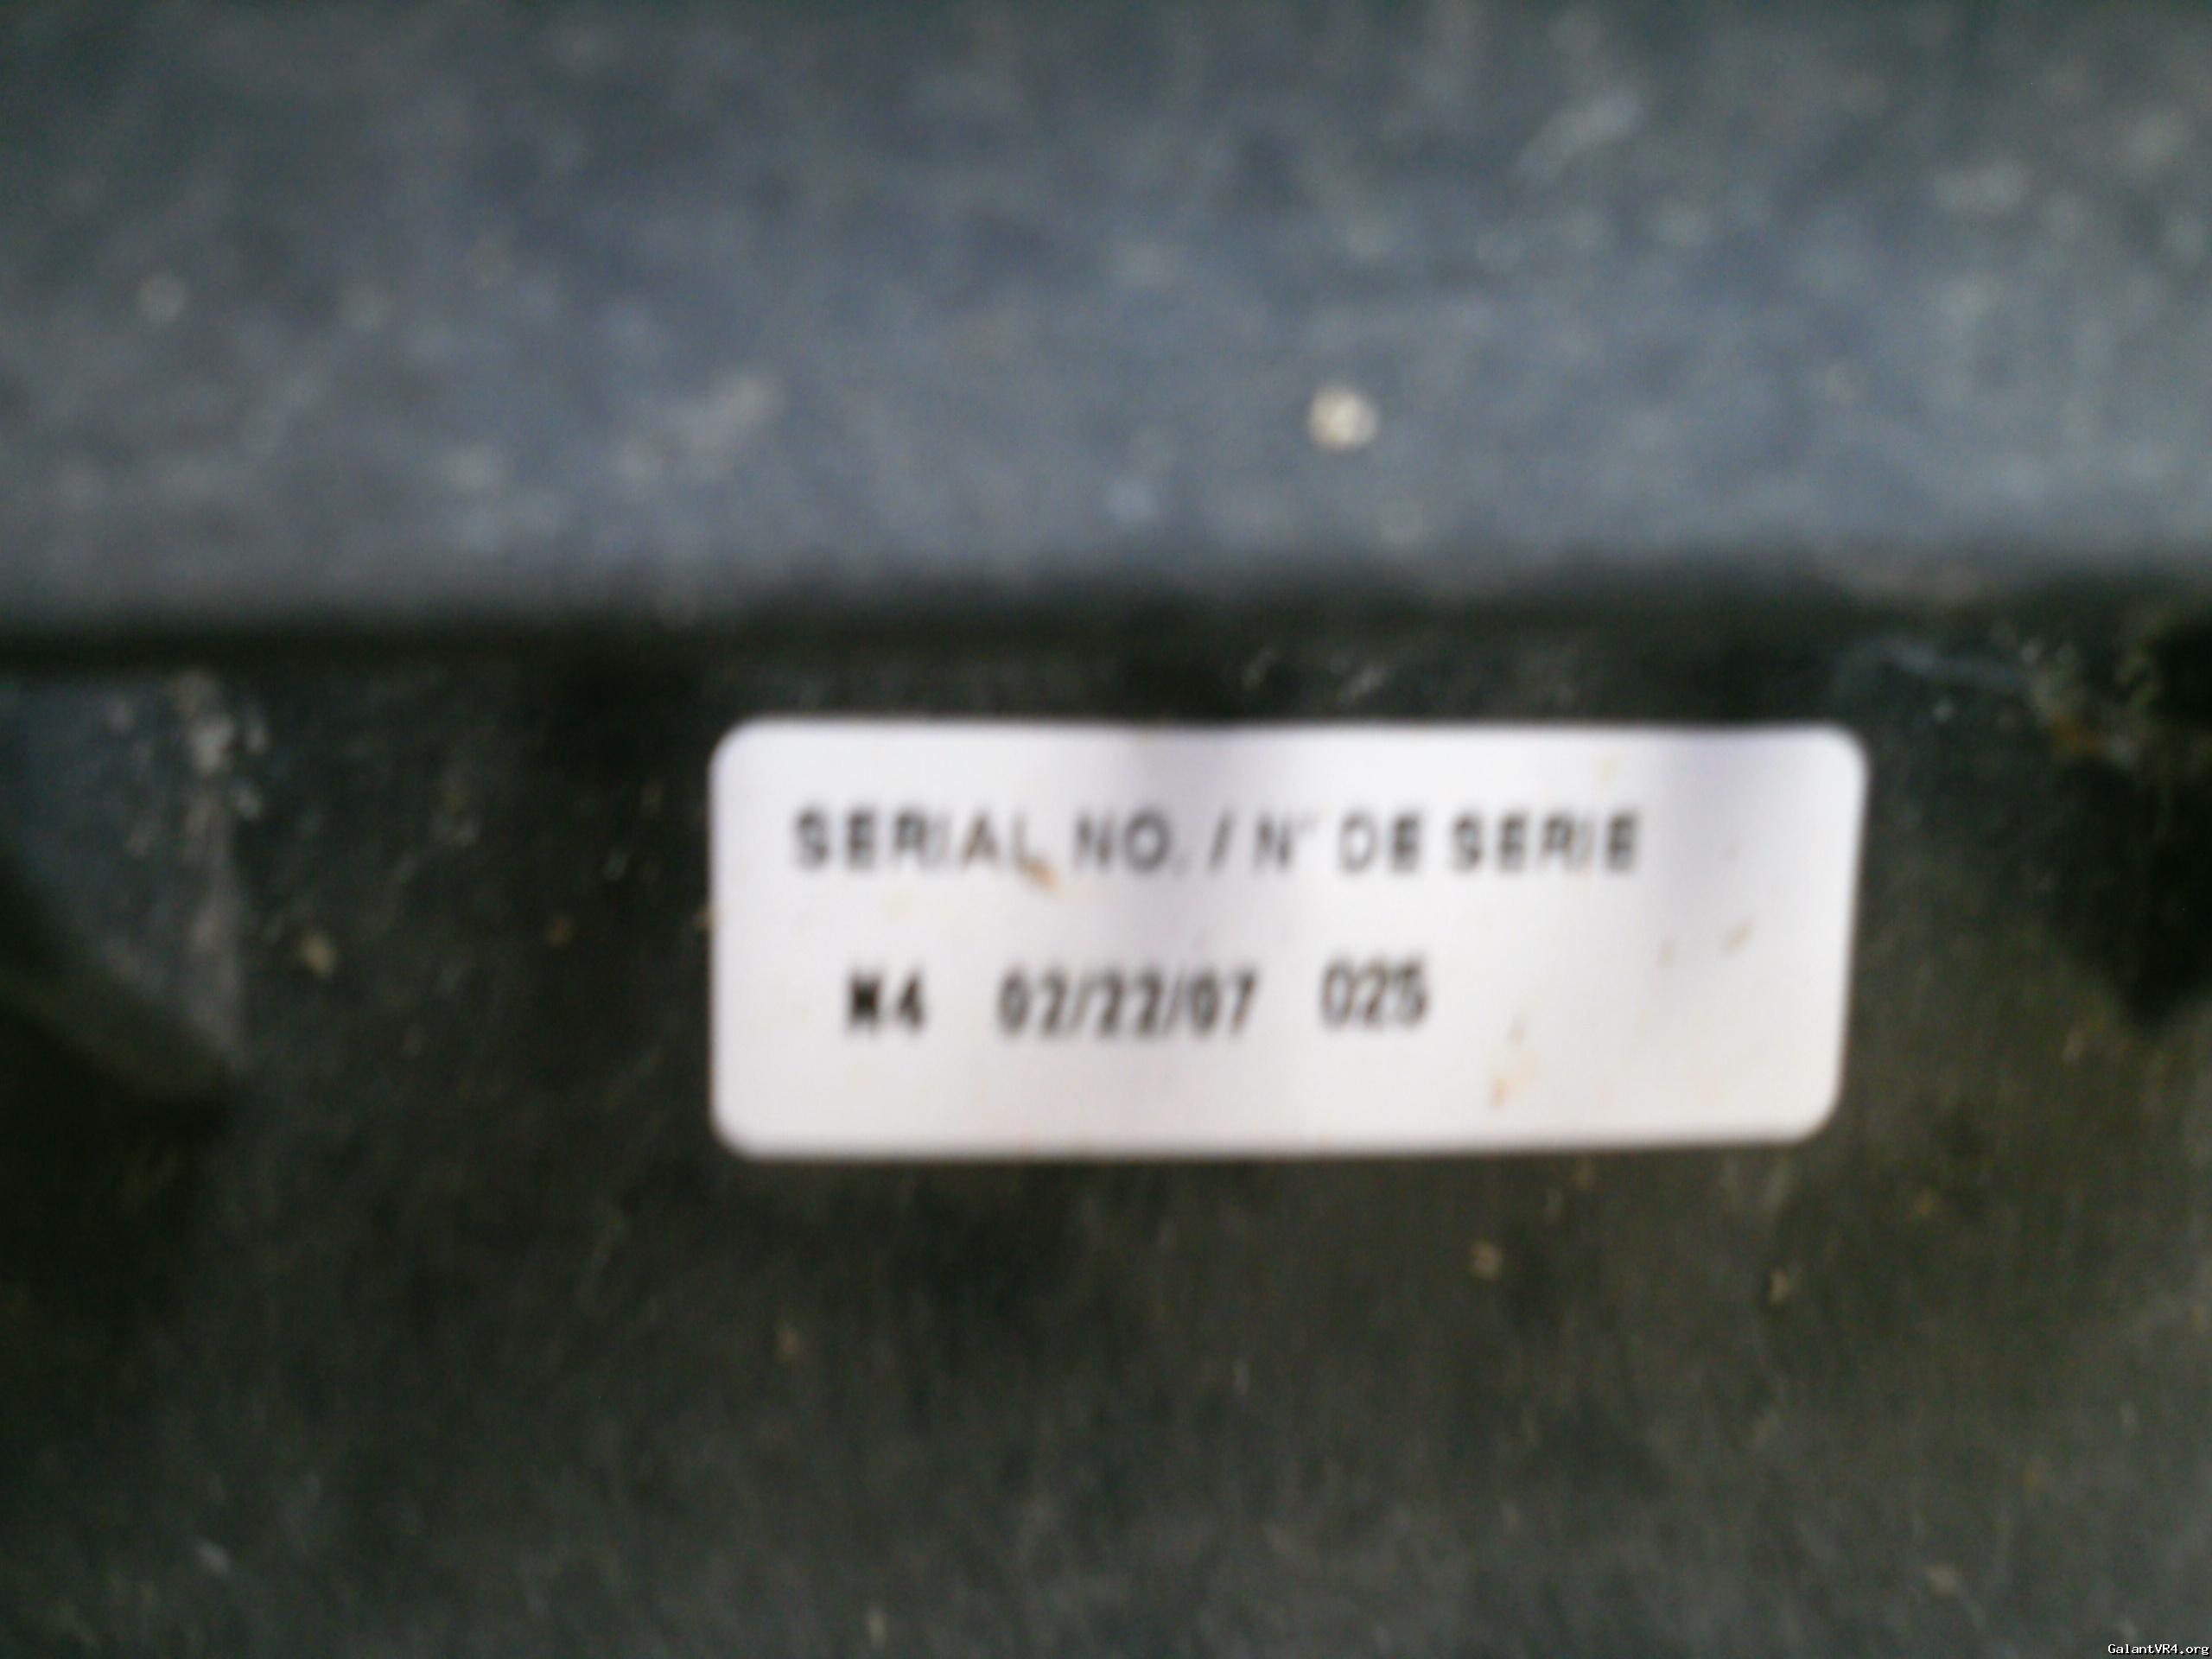 SERIAL NO. / N° DE SERIE
M4 02/22/07 025
GalantVR4.org